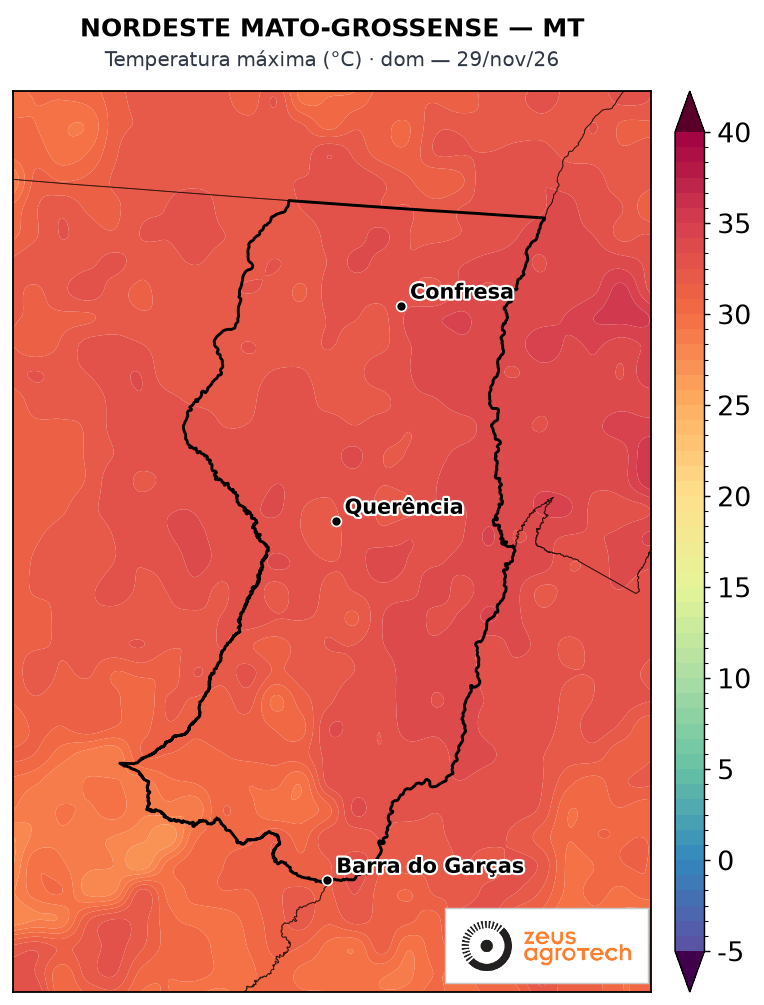 NORDESTE MATO-GROSSENSE — MT
Temperatura máxima (°C) · dom — 29/nov/26
Confresa
Querência
Barra do Garças
40
35
30
25
20
15
10
5
0
-5
zeus
agrotech